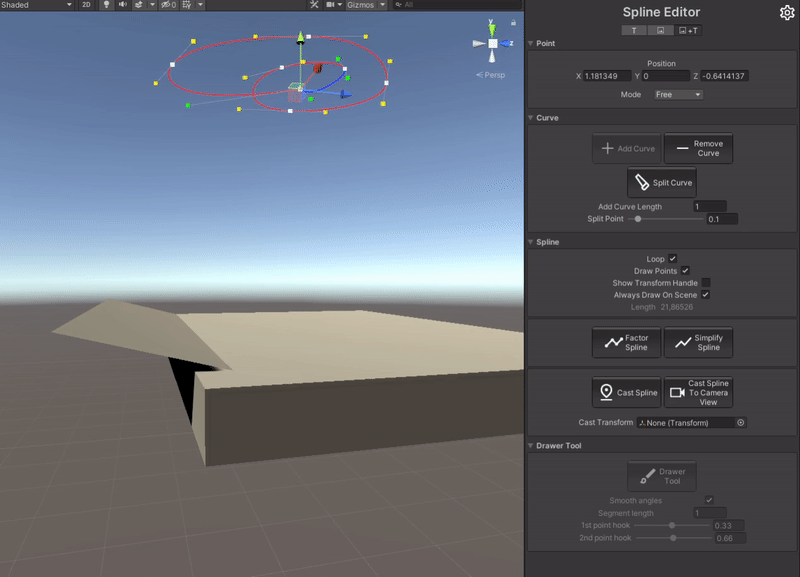 Shaded 2D 0 Gizmos All
y
z
Persp
Spline Editor
T +T
Point
Position
X 1.181349 Y 0 Z -0.6414137
Mode Free
Curve
Add Curve
Remove
Curve
Split Curve
Add Curve Length 1
Split Point 0.1
Spline
Loop
Draw Points
Show Transform Handle
Always Draw On Scene
Length 21,86526
Factor
Spline
Simplify
Spline
Cast Spline
Cast Spline
To Camera
View
Cast Transform None (Transform)
Drawer Tool
Drawer
Tool
Smooth angles
Segment length 1
1st point hook 0.33
2nd point hook 0.66